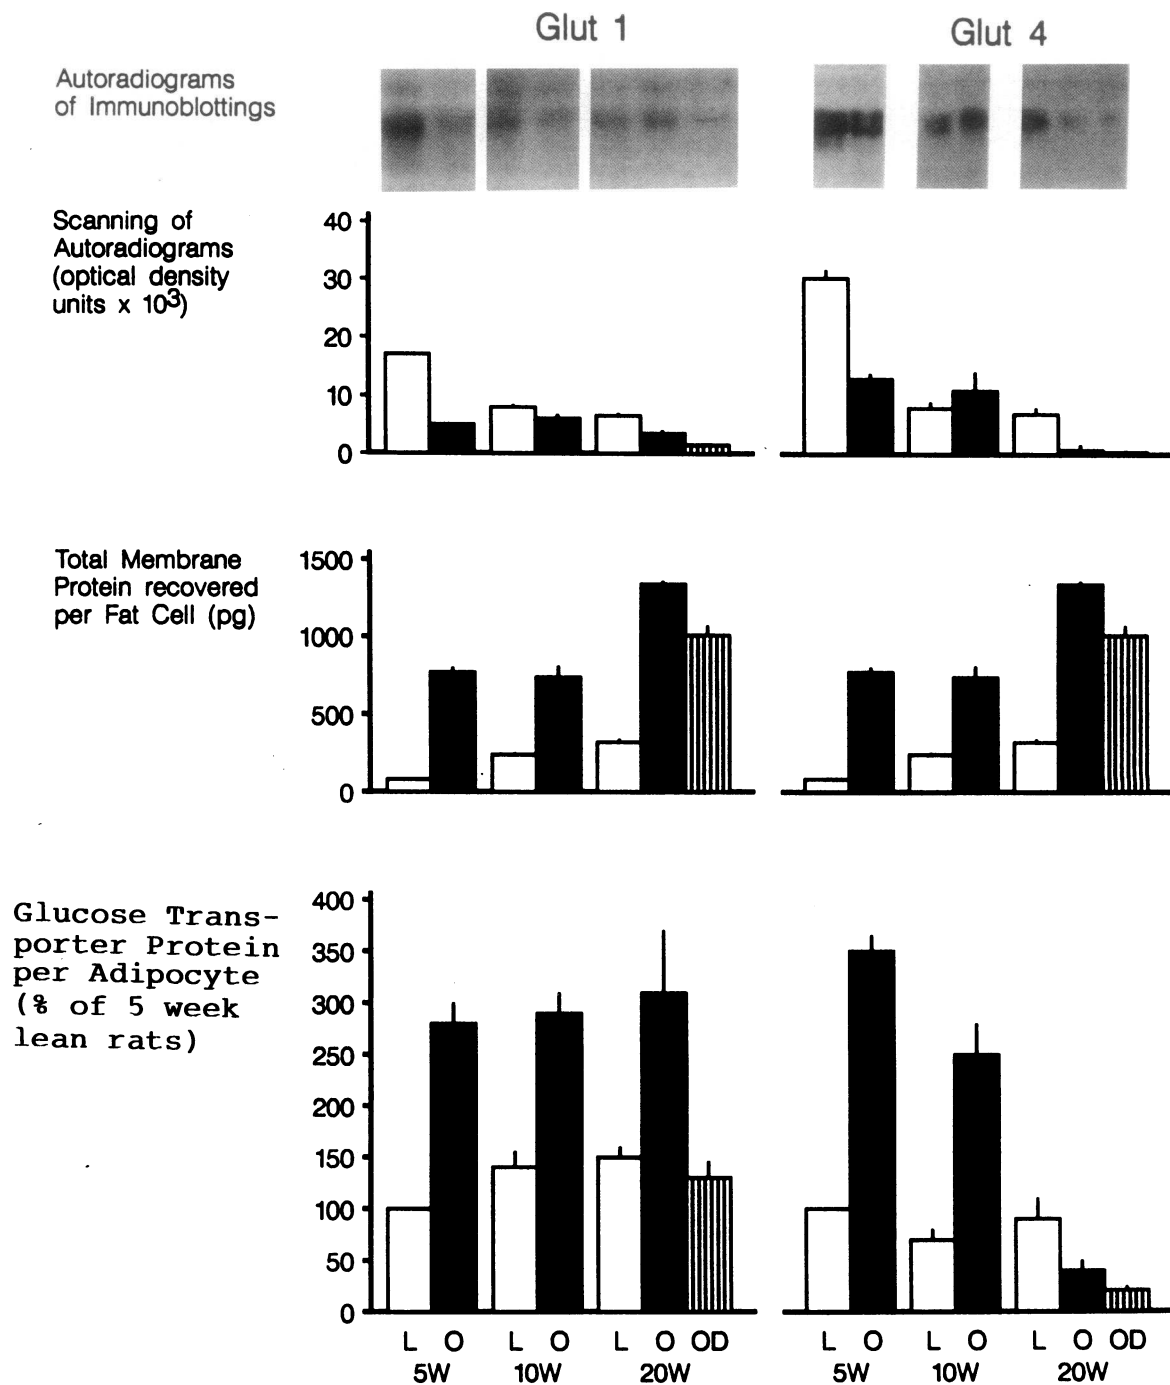 Glut 1
Glut 4
Autoradiograms
of Immunoblottings
Scanning of
Autoradiograms
(optical density
units x 10³)
40
30
20
10
0
Total Membrane
Protein recovered
per Fat Cell (pg)
1500
1000
500
0
Glucose Trans-
porter Protein
per Adipocyte
(% of 5 week
lean rats)
400
350
300
250
200
150
100
50
0
L O L O L O OD L O L O L O OD
5W 10W 20W 5W 10W 20W